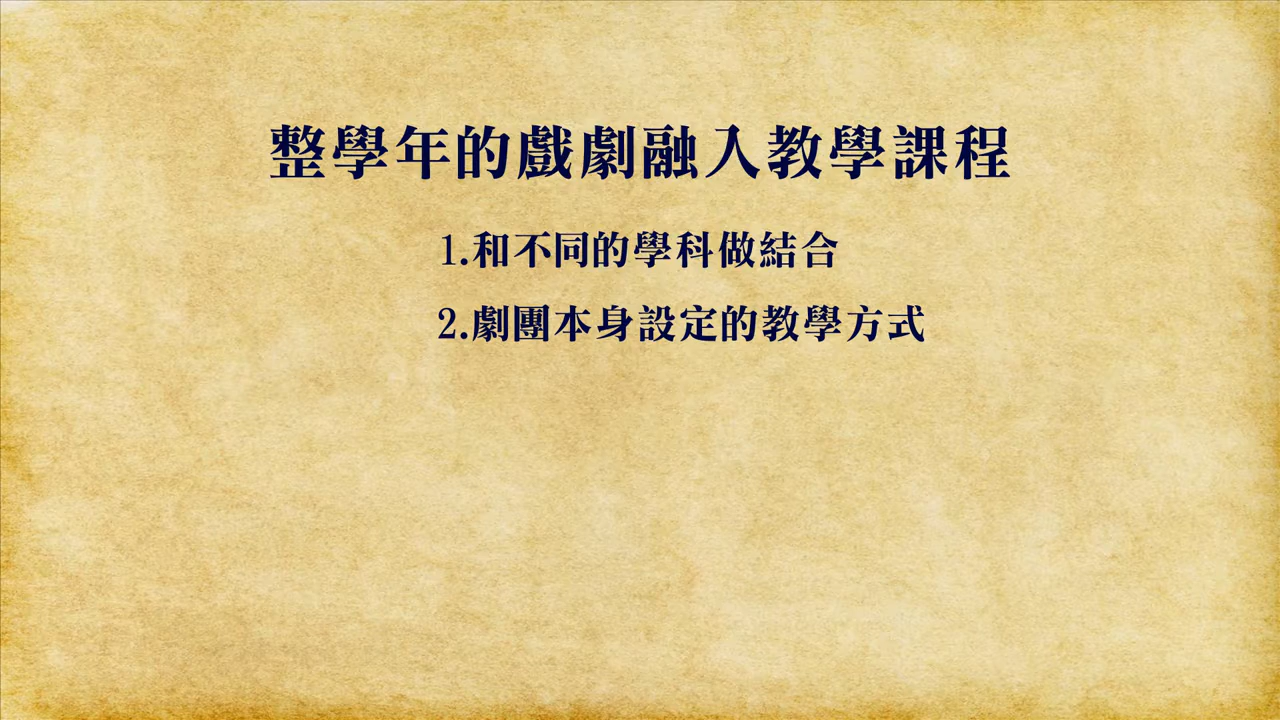 整學年的戲劇融入教學課程
1.和不同的學科做結合
2.劇團本身設定的教學方式